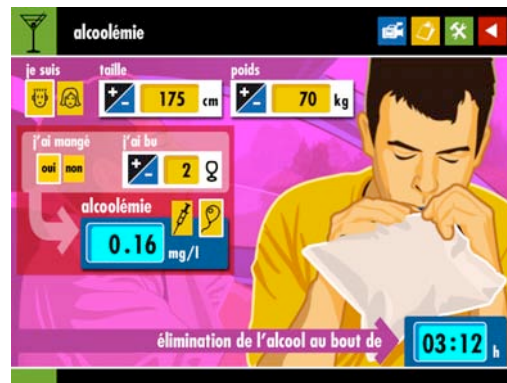 alcoolémie
je suis
taille
poids
+
-
175 cm
+
-
70 kg
j'ai mangé
j'ai bu
oui non
+
-
2
alcoolémie
0.16 mg/l
élimination de l'alcool au bout de
03:12 h